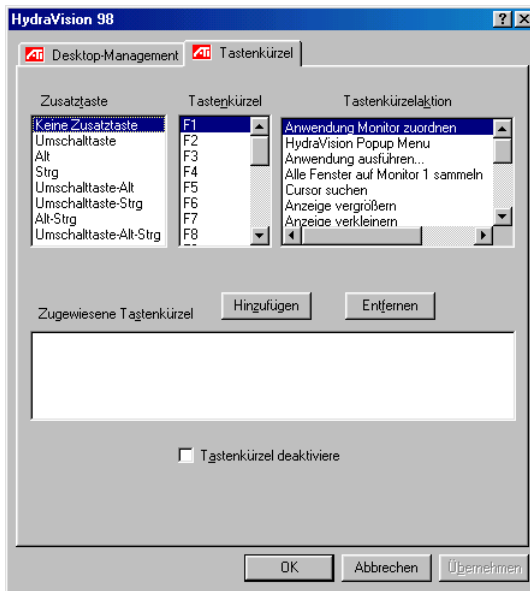 HydraVision 98
ATI Desktop-Management
ATI Tastenkürzel
Zusatztaste
Keine Zusatztaste
Umschalttaste
Alt
Strg
Umschalttaste-Alt
Umschalttaste-Strg
Alt-Strg
Umschalttaste-Alt-Strg
Tastenkürzel
F1
F2
F3
F4
F5
F6
F7
F8
Tastenkürzelaktion
Anwendung Monitor zuordnen
HydraVision Popup Menu
Anwendung ausführen...
Alle Fenster auf Monitor 1 sammeln
Cursor suchen
Anzeige vergrößern
Anzeige verkleinern
Zugewiesene Tastenkürzel
Hinzufügen
Entfernen
Tastenkürzel deaktiviere
OK
Abbrechen
Übernehmen